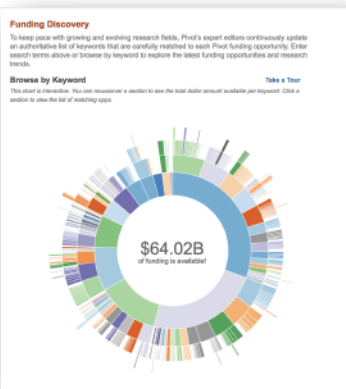 Funding Discovery
To keep pace with growing and evolving research fields, Pivot's expert editors continuously update
an authoritative list of keywords that are carefully matched to each Pivot funding opportunity. Enter
search terms above or browse by keyword to explore the latest funding opportunities and research
trends.
Browse by Keyword
Take a Tour
This chart is interactive. You can mouseover a section to see the total dollar amount available per keyword. Click a
section to view the list of matching opps.
$64.02B
of funding is available!